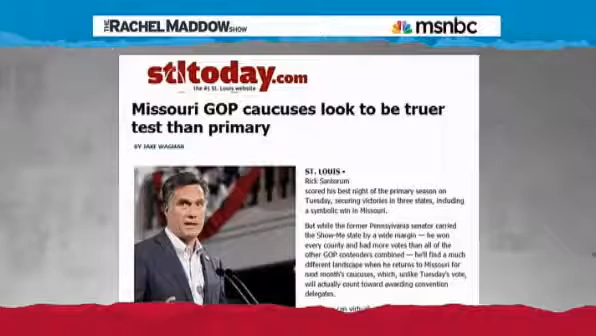 THE RACHEL MADDOW SHOW
msnbc
stltoday.com
the #1 St. Louis website
Missouri GOP caucuses look to be truer
test than primary
BY JAKE WAGMAN
ST. LOUIS •
Rick Santorum
scored his best night of the primary season on
Tuesday, securing victories in three states, including
a symbolic win in Missouri.
But while the former Pennsylvania senator carried
the Show-Me state by a wide margin — he won
every county and had more votes than all of the
other GOP contenders combined — he'll find a much
different landscape when he returns to Missouri for
next month's caucuses, which, unlike Tuesday's vote,
will actually count toward awarding convention
delegates.
can